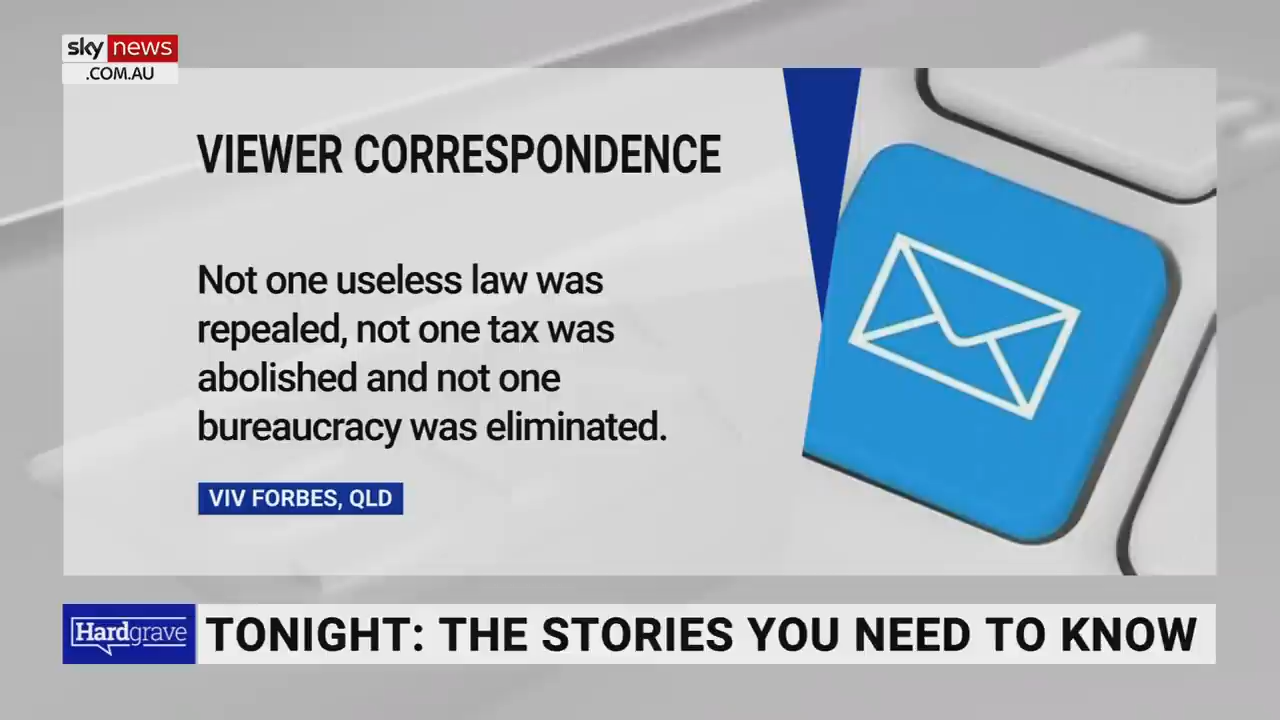 sky news
.COM.AU
VIEWER CORRESPONDENCE
Not one useless law was
repealed, not one tax was
abolished and not one
bureaucracy was eliminated.
VIV FORBES, QLD
Hardgrave
TONIGHT: THE STORIES YOU NEED TO KNOW